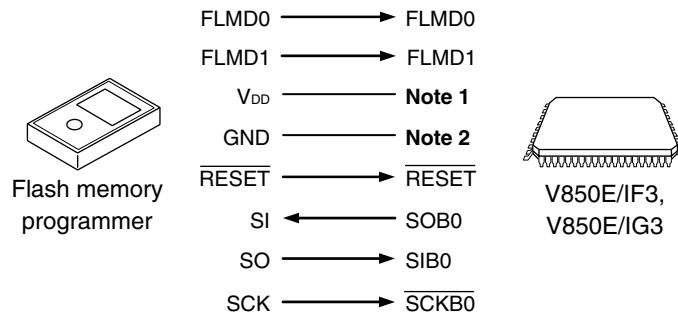 FLMD0 FLMD0
FLMD1 FLMD1
VDD Note 1
GND Note 2
RESET RESET
SI SOB0
SO SIB0
SCK SCKB0
Flash memory
programmer
V850E/IF3,
V850E/IG3